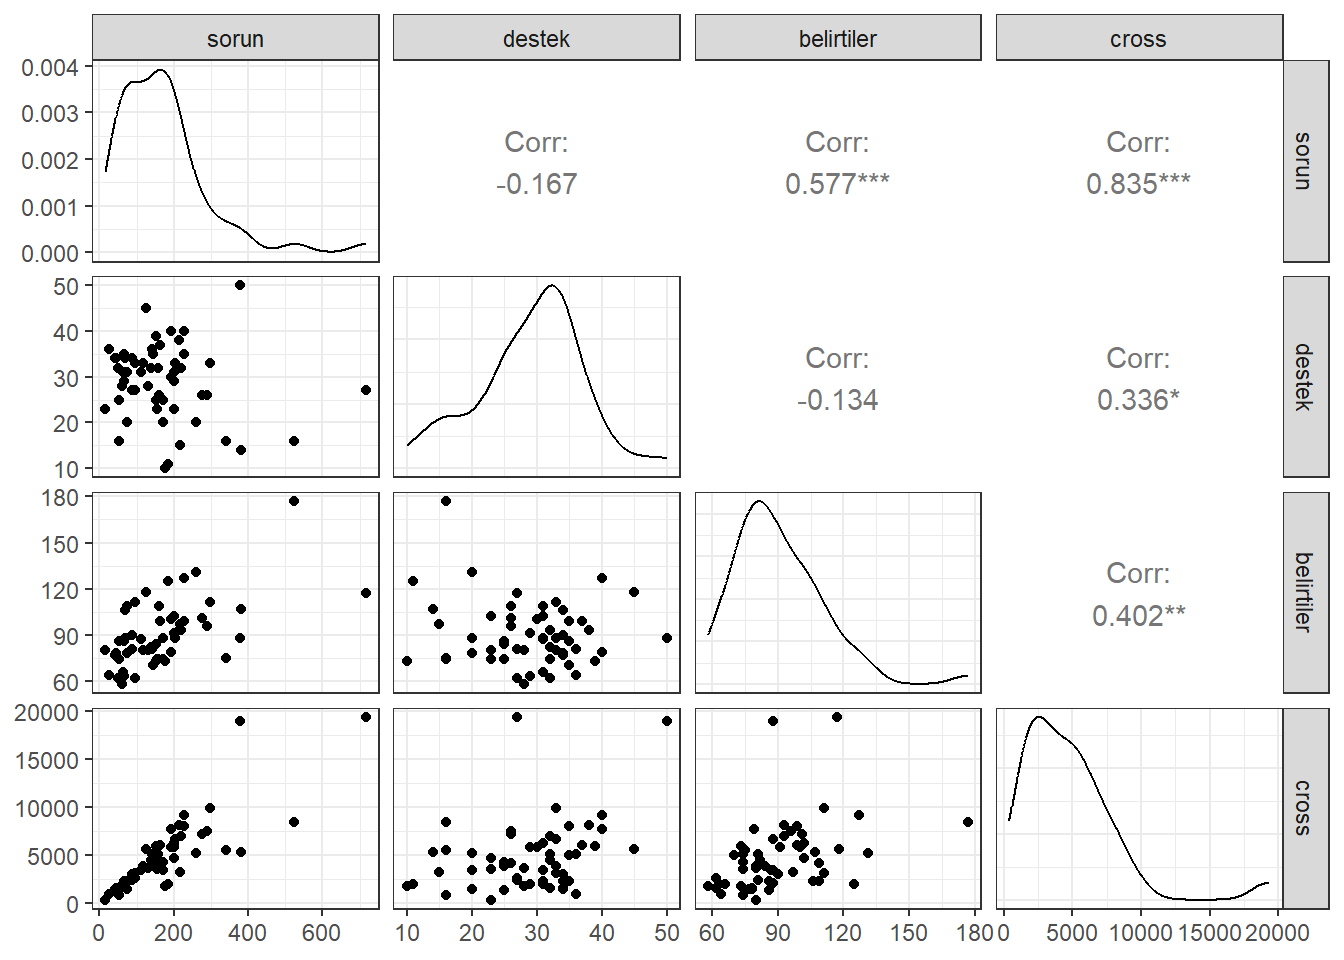 sorun
destek
belirtiler
cross
0.004
0.003
0.002
0.001
0.000
Corr:
-0.167
Corr:
0.577***
Corr:
0.835***
sorun
50
40
30
20
10
Corr:
-0.134
Corr:
0.336*
destek
180
150
120
90
60
Corr:
0.402**
belirtiler
20000
15000
10000
5000
0
cross
0 200 400 600
10 20 30 40 50
60 90 120 150 180
0 5000 10000 15000 20000